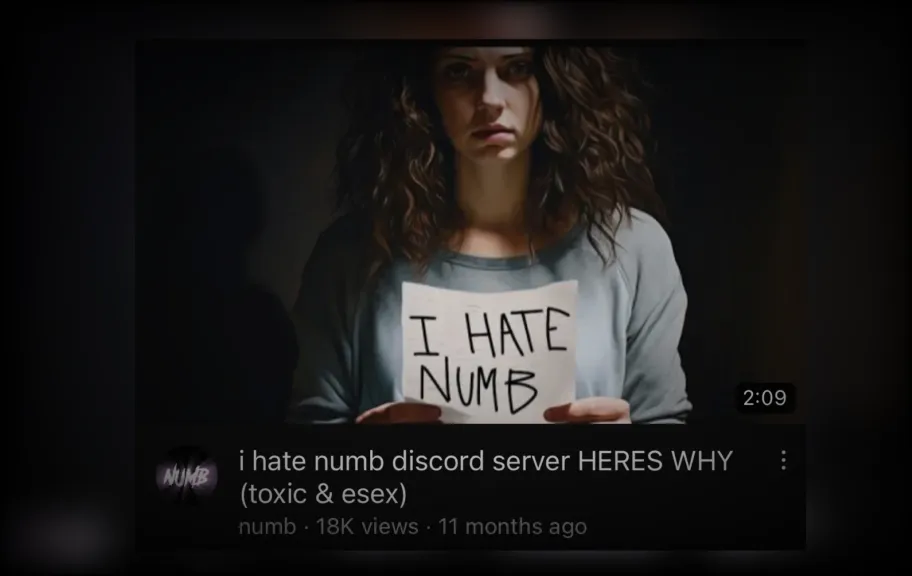 I HATE
NUMB
2:09
NUMB
i hate numb discord server HERES WHY
(toxic & esex)
numb · 18K views · 11 months ago